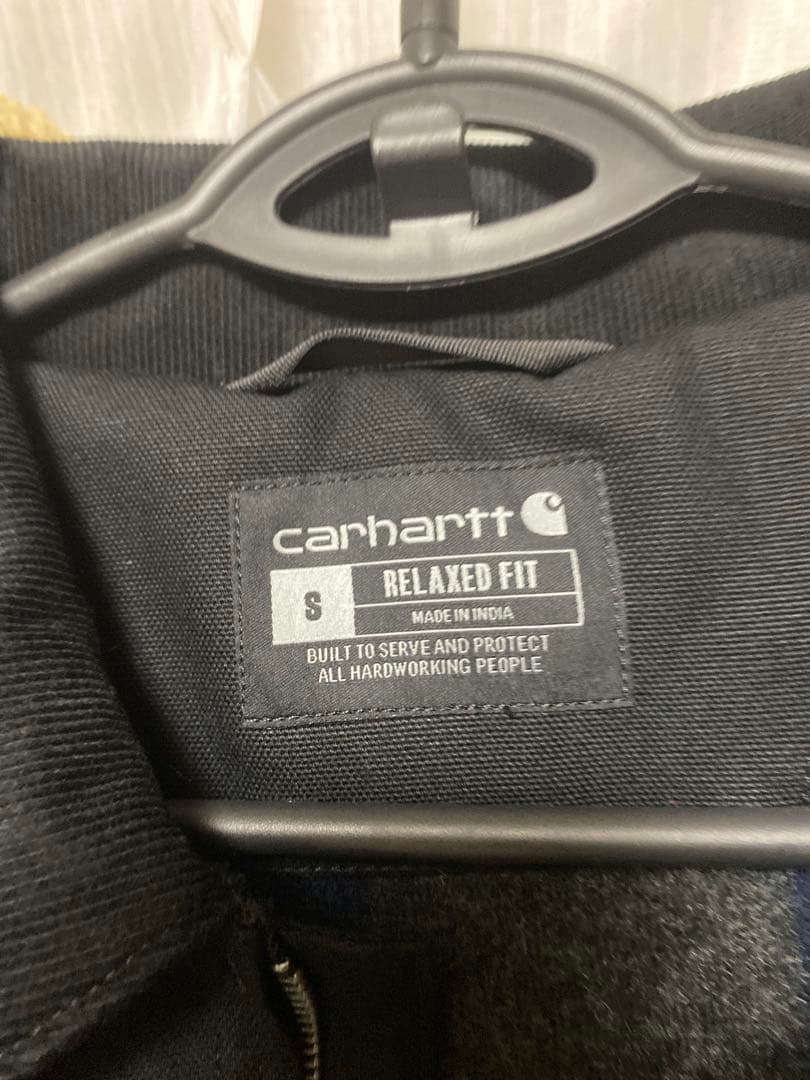 carhartt
S
RELAXED FIT
MADE IN INDIA
BUILT TO SERVE AND PROTECT
ALL HARDWORKING PEOPLE